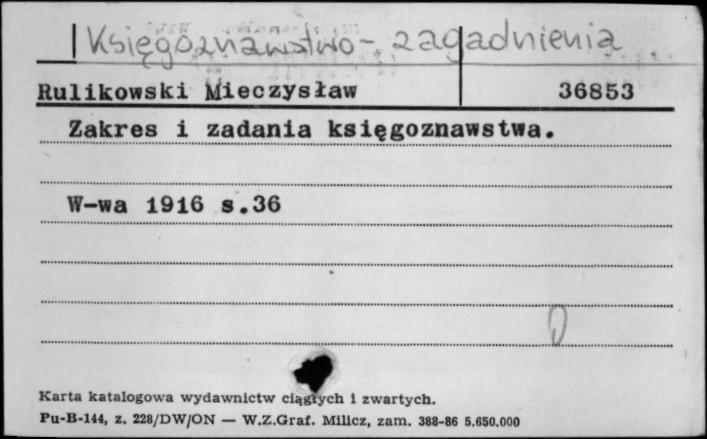 Księgoznawstwo - zagadnienia
Rulikowski Mieczysław 36853
Zakres i zadania księgoznawstwa.
W-wa 1916 s.36
Karta katalogowa wydawnictw ciągłych i zwartych.
Pu-B-144, z. 228/DW/ON — W.Z.Graf. Milicz, zam. 388-86 5.650.000